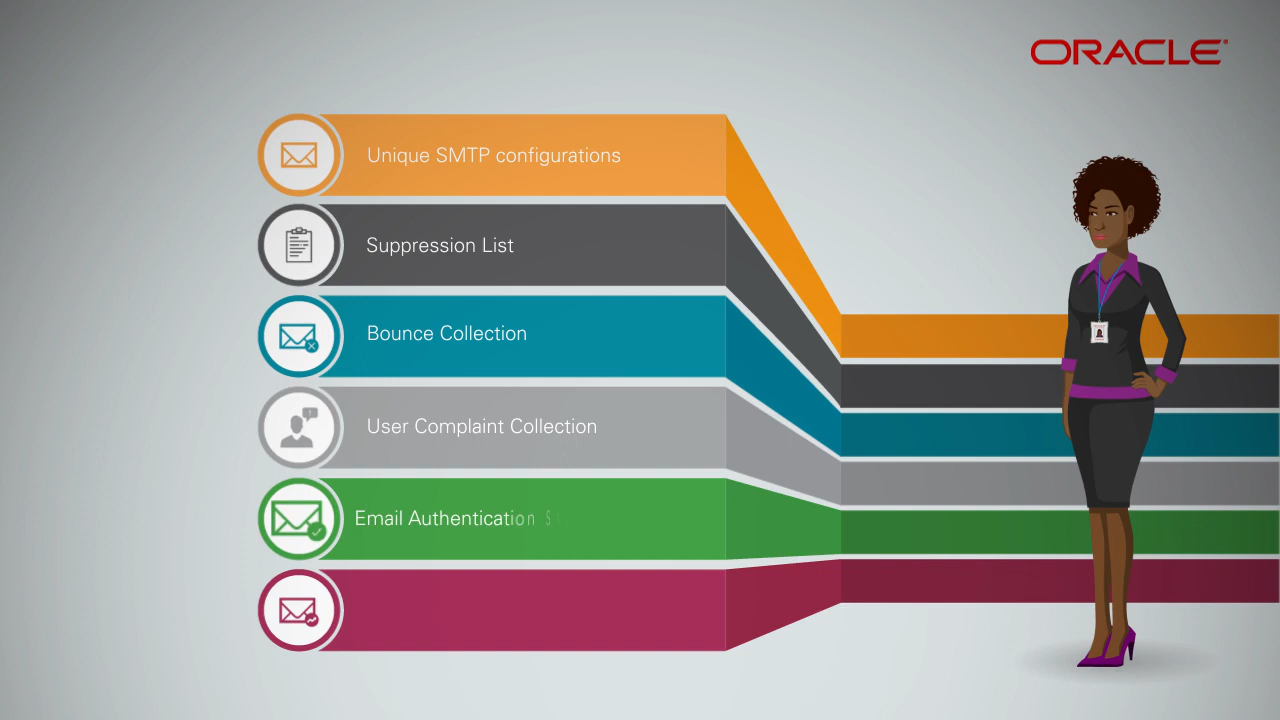 ORACLE
Unique SMTP configurations
Suppression List
Bounce Collection
User Complaint Collection
Email Authentication S